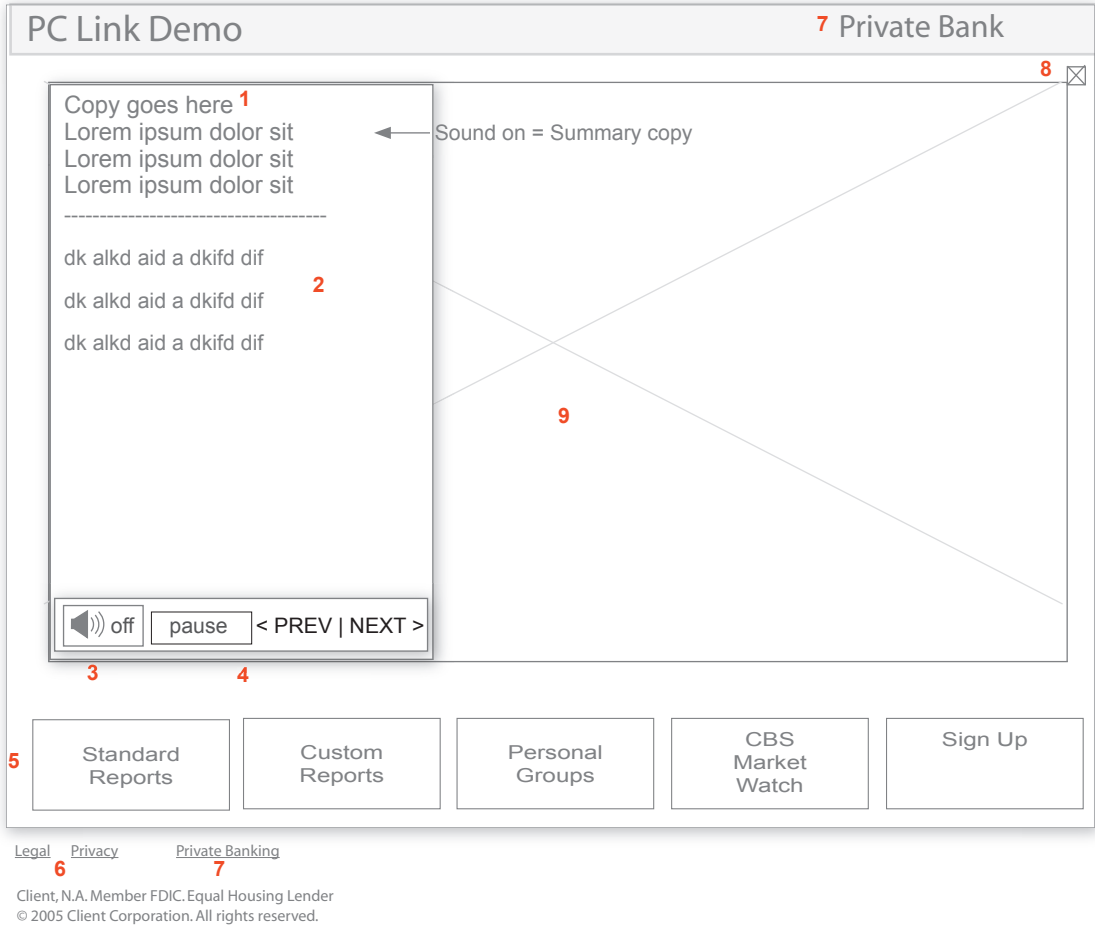 PC Link Demo
7 Private Bank
8
Copy goes here 1
Lorem ipsum dolor sit
Sound on = Summary copy
Lorem ipsum dolor sit
Lorem ipsum dolor sit
-------------------------------------
dk alkd aid a dkifd dif
2
dk alkd aid a dkifd dif
dk alkd aid a dkifd dif
9
off pause < PREV | NEXT >
3 4
5
Standard
Reports
Custom
Reports
Personal
Groups
CBS
Market
Watch
Sign Up
Legal Privacy Private Banking
6 7
Client, N.A. Member FDIC. Equal Housing Lender
© 2005 Client Corporation. All rights reserved.